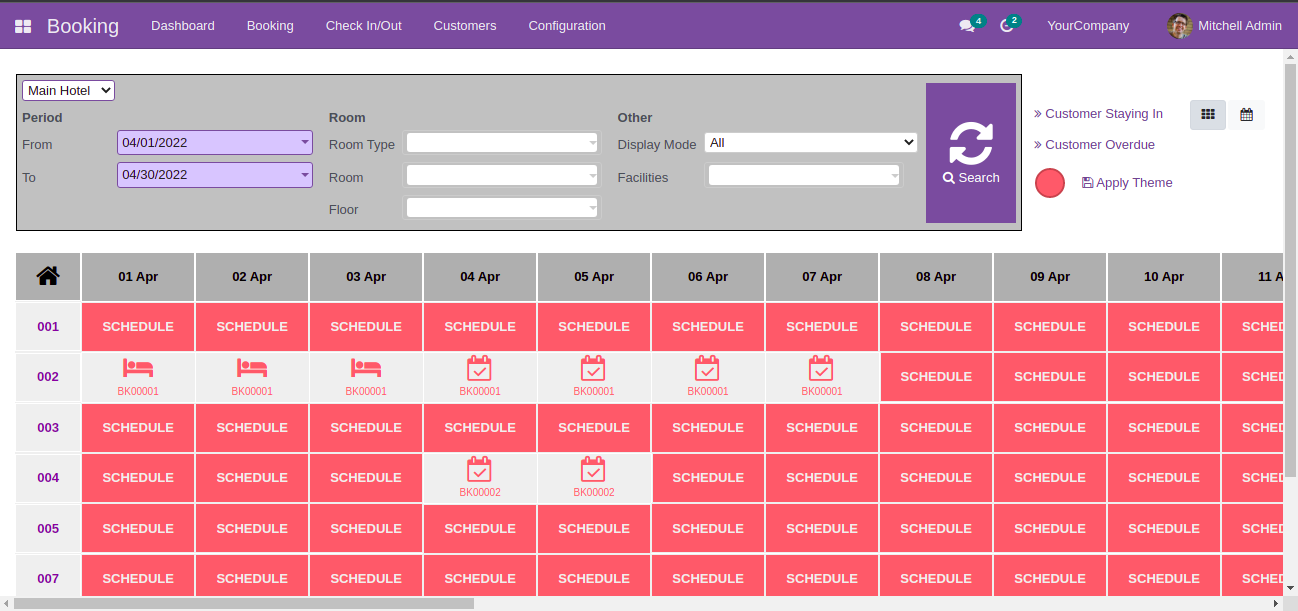 Booking Dashboard Booking Check In/Out Customers Configuration 4 2 YourCompany Mitchell Admin
Main Hotel
Period Room Other
From 04/01/2022 Room Type Display Mode All
To 04/30/2022 Room Facilities
Floor
Search
» Customer Staying In
» Customer Overdue
Apply Theme
01 Apr 02 Apr 03 Apr 04 Apr 05 Apr 06 Apr 07 Apr 08 Apr 09 Apr 10 Apr 11 A
001 SCHEDULE SCHEDULE SCHEDULE SCHEDULE SCHEDULE SCHEDULE SCHEDULE SCHEDULE SCHEDULE SCHEDULE SCHED
002 BK00001 BK00001 BK00001 BK00001 BK00001 BK00001 BK00001 SCHEDULE SCHEDULE SCHEDULE SCHED
003 SCHEDULE SCHEDULE SCHEDULE SCHEDULE SCHEDULE SCHEDULE SCHEDULE SCHEDULE SCHEDULE SCHEDULE SCHED
004 SCHEDULE SCHEDULE SCHEDULE BK00002 BK00002 SCHEDULE SCHEDULE SCHEDULE SCHEDULE SCHEDULE SCHED
005 SCHEDULE SCHEDULE SCHEDULE SCHEDULE SCHEDULE SCHEDULE SCHEDULE SCHEDULE SCHEDULE SCHEDULE SCHED
007 SCHEDULE SCHEDULE SCHEDULE SCHEDULE SCHEDULE SCHEDULE SCHEDULE SCHEDULE SCHEDULE SCHEDULE SCHED